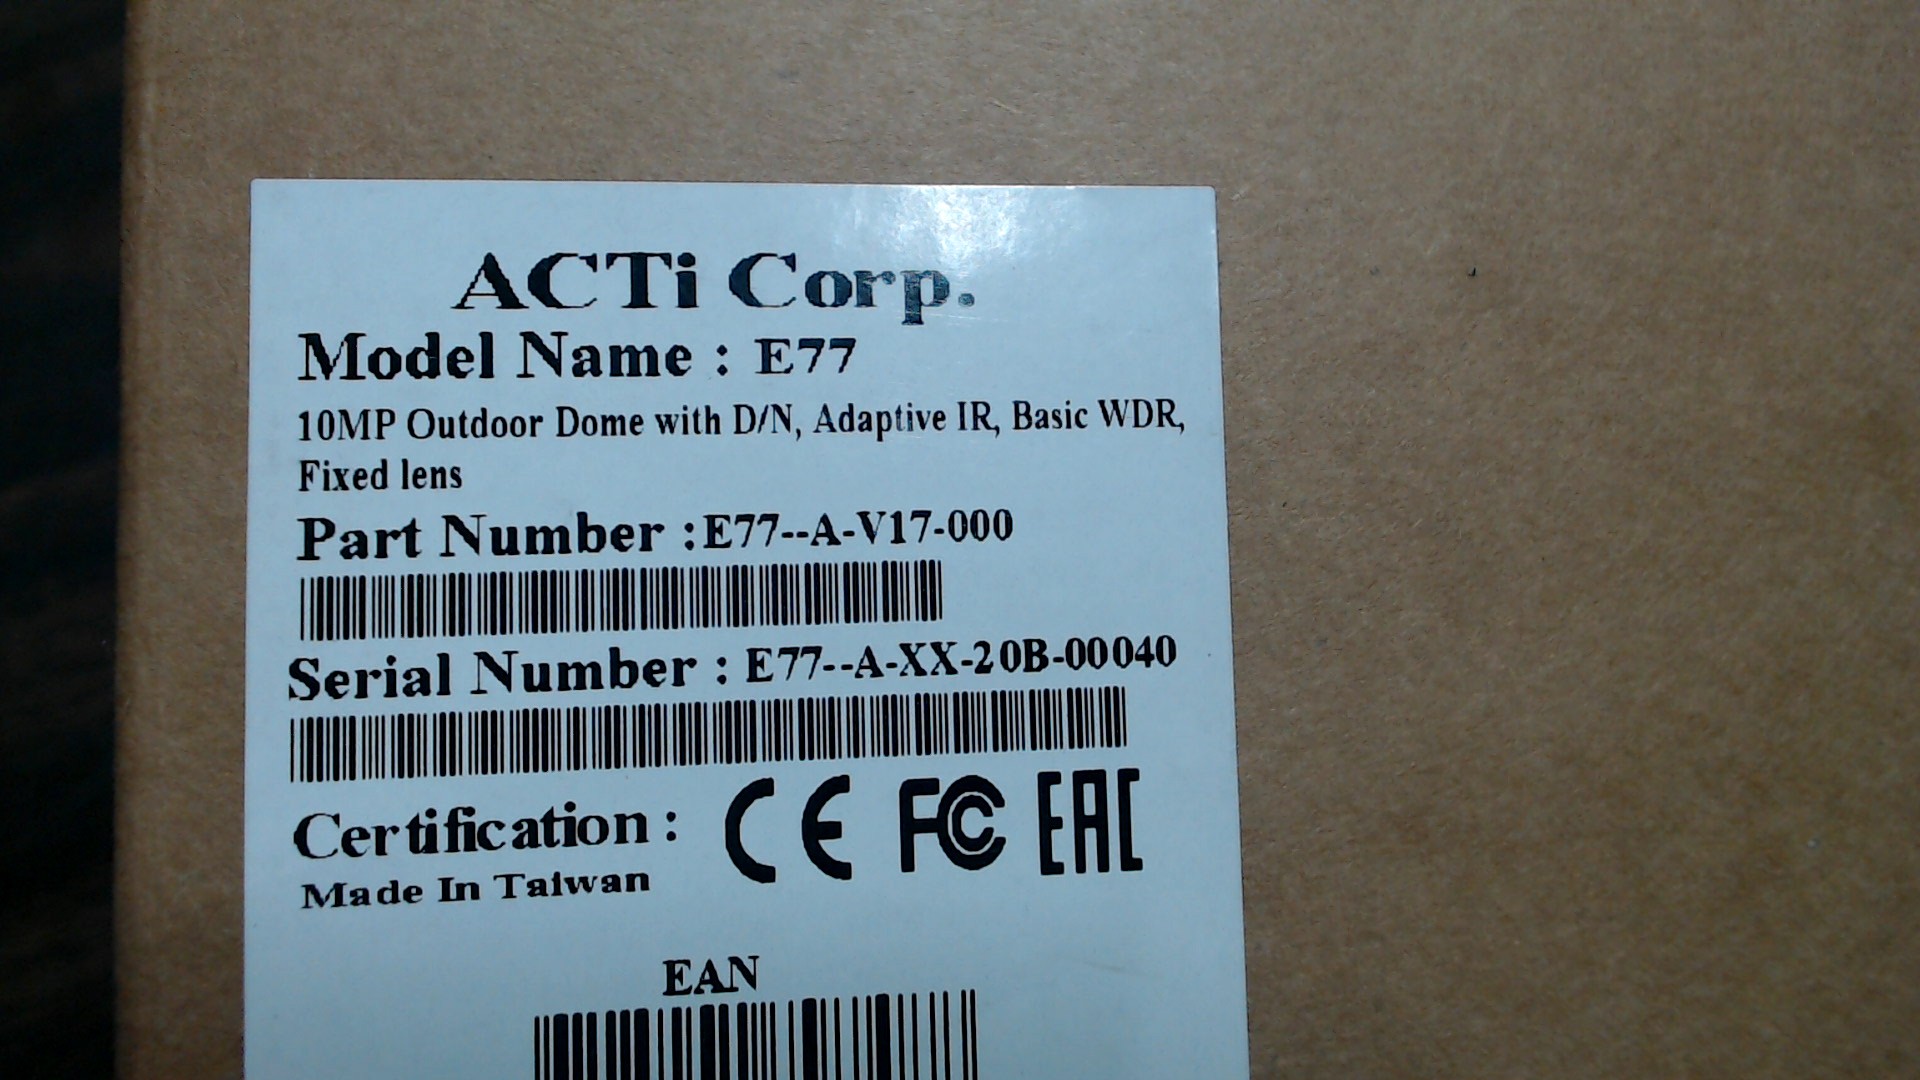 ACTi Corp.
Model Name : E77
10MP Outdoor Dome with D/N, Adaptive IR, Basic WDR,
Fixed lens
Part Number :E77--A-V17-000
Serial Number : E77--A-XX-20B-00040
Certification : CE FC EAC
Made In Taiwan
EAN